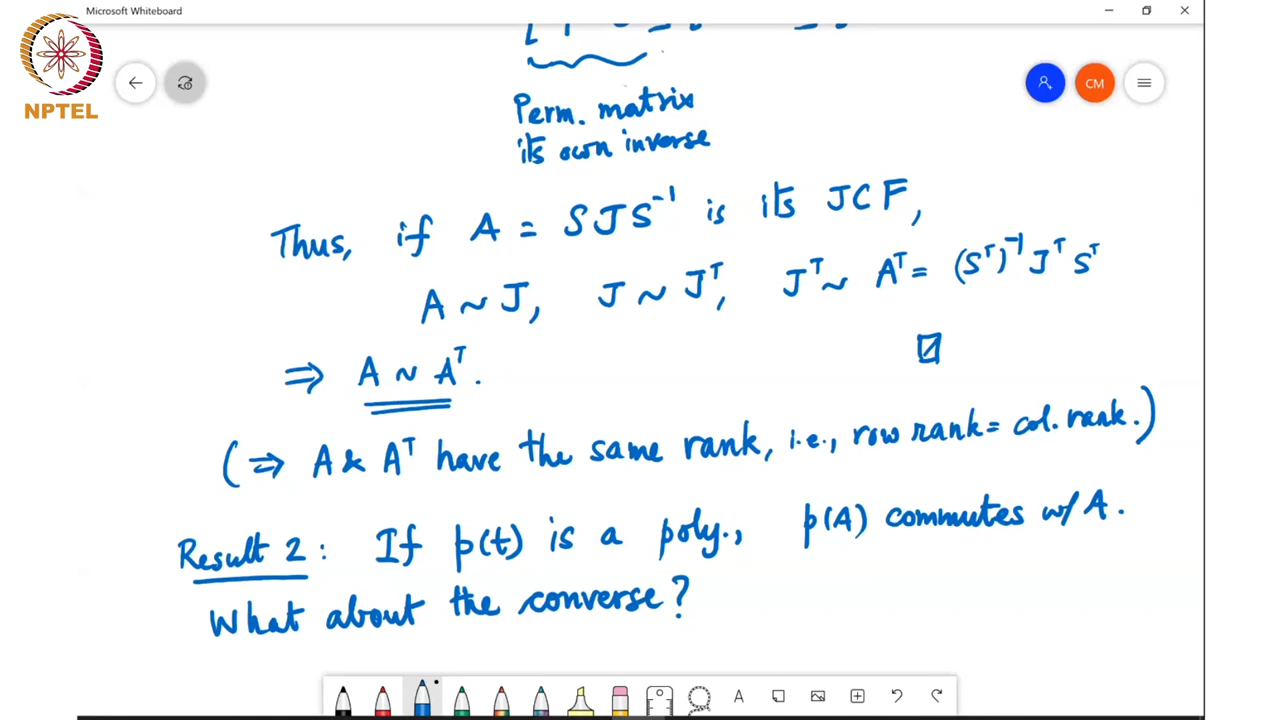 Microsoft Whiteboard
NPTEL
CM
Perm. matrix
its own inverse
Thus, if A = SJS⁻¹ is its JCF,
A ~ J, J ~ Jᵀ, Jᵀ ~ Aᵀ = (Sᵀ)⁻¹ Jᵀ Sᵀ
⇒ A ~ Aᵀ.
(⇒ A & Aᵀ have the same rank, i.e., row rank = col. rank.)
Result 2: If p(t) is a poly., p(A) commutes w/ A.
What about the converse?
A